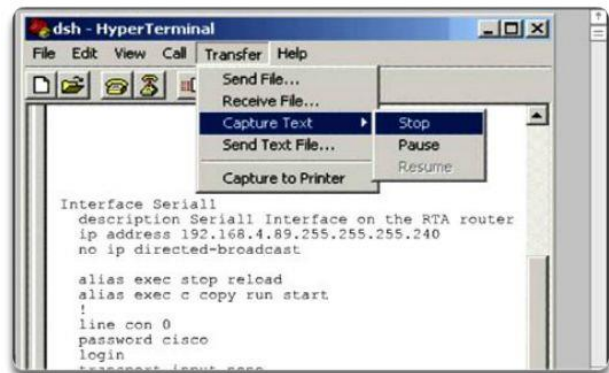 dsh - HyperTerminal
File Edit View Call Transfer Help
Send File...
Receive File...
Capture Text
Send Text File...
Capture to Printer
Stop
Pause
Resume
Interface Serial1
description Serial1 Interface on the RTA router
ip address 192.168.4.89.255.255.255.240
no ip directed-broadcast
alias exec stop reload
alias exec c copy run start
!
line con 0
password cisco
login
transport input none